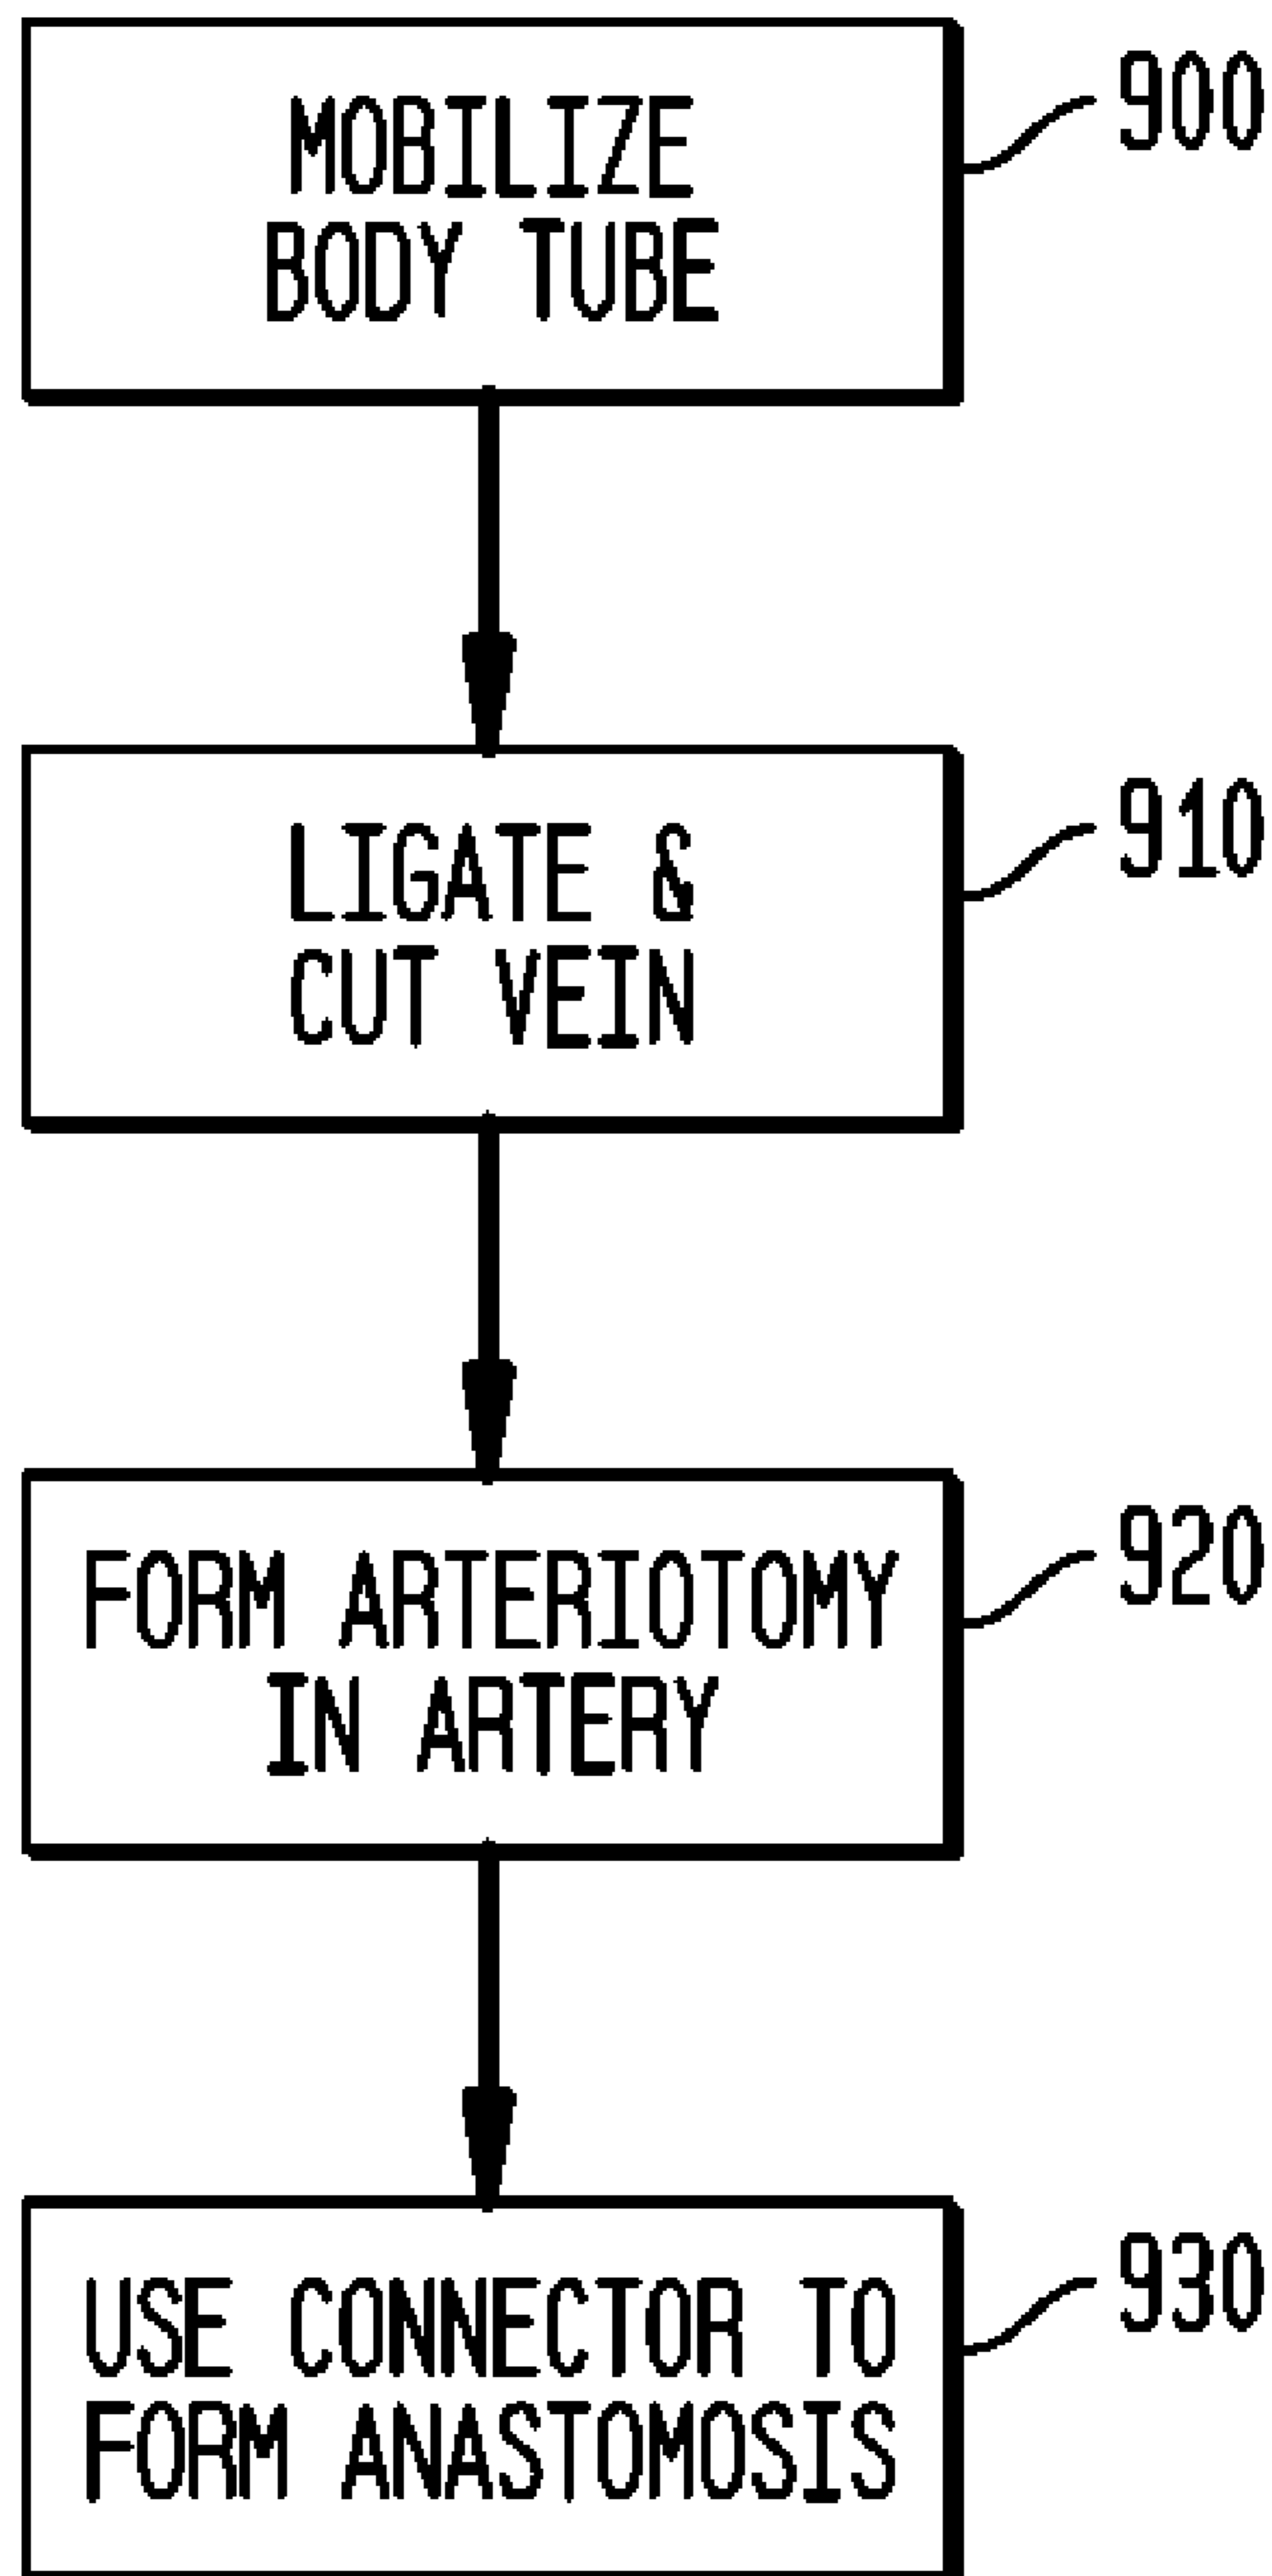 MOBILIZE
BODY TUBE
900
LIGATE &
CUT VEIN
910
FORM ARTERIOTOMY
IN ARTERY
920
USE CONNECTOR TO
FORM ANASTOMOSIS
930